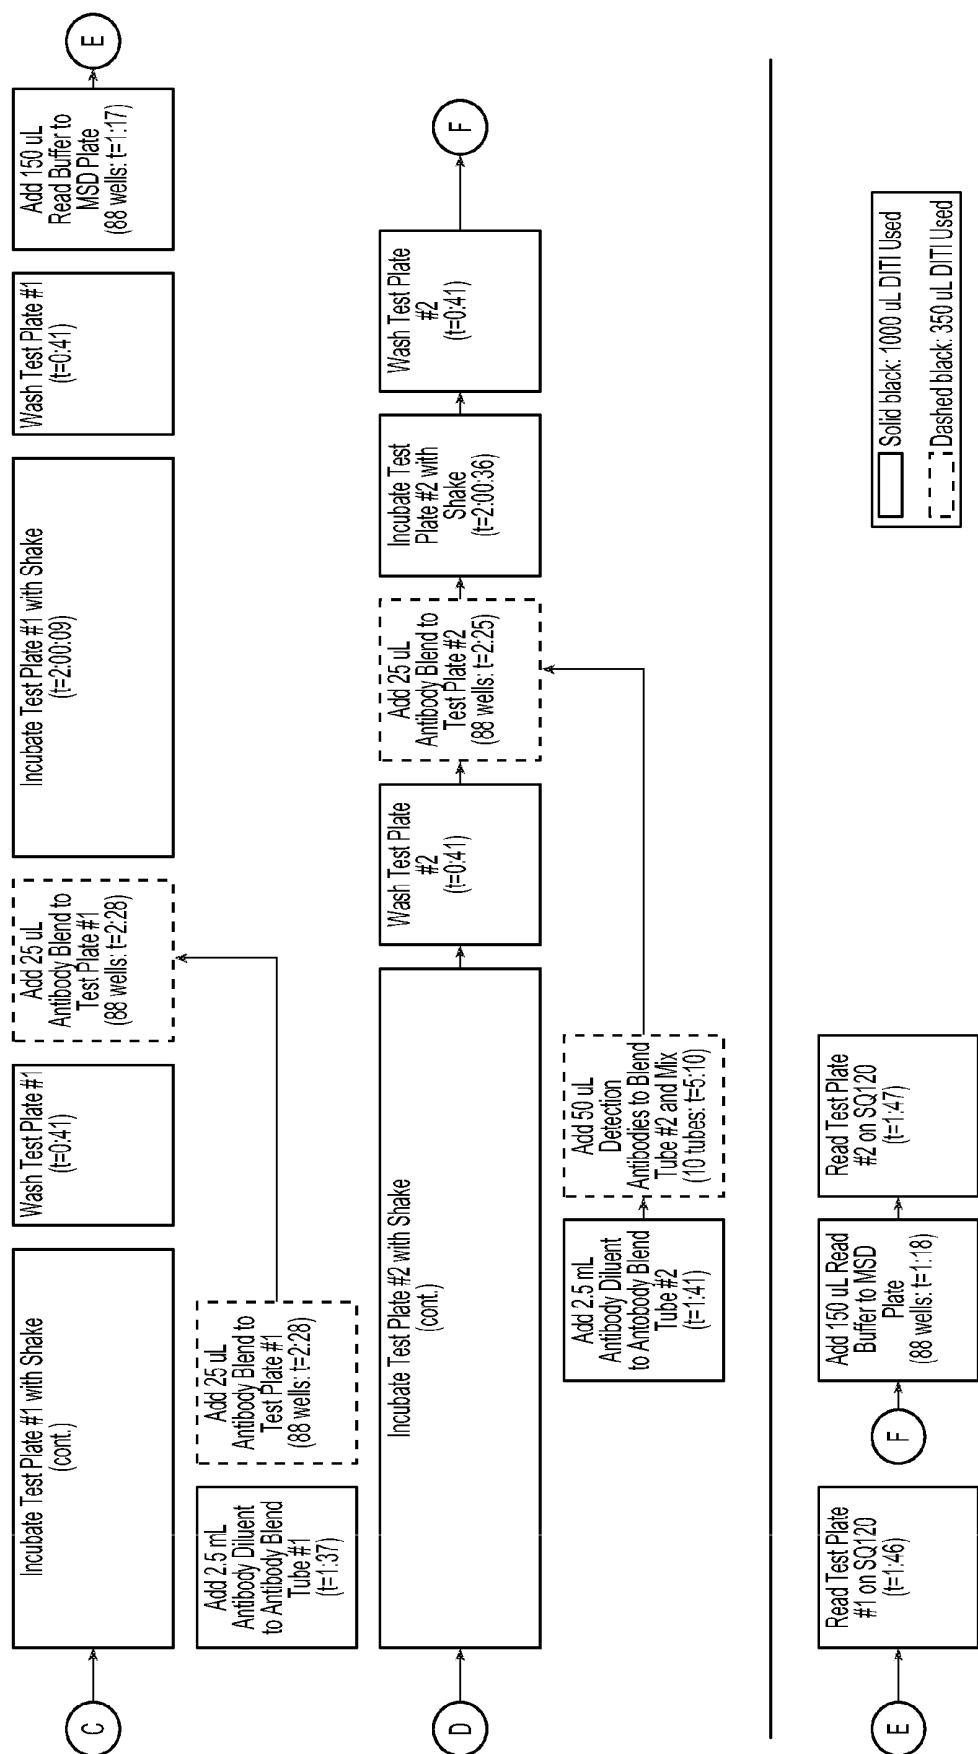 C
Incubate Test Plate #1 with Shake
(cont.)
Wash Test Plate #1
(t=0:41)
Add 25 uL
Antibody Blend to
Test Plate #1
(88 wells: t=2:28)
Incubate Test Plate #1 with Shake
(t=2:00:09)
Wash Test Plate #1
(t=0:41)
Add 150 uL
Read Buffer to
MSD Plate
(88 wells: t=1:17)
E
Add 2.5 mL
Antibody Diluent
to Antibody Blend
Tube #1
(t=1:37)
Add 25 uL
Antibody Blend to
Test Plate #1
(88 wells: t=2:28)
D
Incubate Test Plate #2 with Shake
(cont.)
Wash Test Plate
#2
(t=0:41)
Add 25 uL
Antibody Blend to
Test Plate #2
(88 wells: t=2:25)
Incubate Test
Plate #2 with
Shake
(t=2:00:36)
Wash Test Plate
#2
(t=0:41)
F
Add 2.5 mL
Antibody Diluent
to Antobody Blend
Tube #2
(t=1:41)
Add 50 uL
Detection
Antibodies to Blend
Tube #2 and Mix
(10 tubes: t=5:10)
E
Read Test Plate
#1 on SQ120
(t=1:46)
F
Add 150 uL Read
Buffer to MSD
Plate
(88 wells: t=1:18)
Read Test Plate
#2 on SQ120
(t=1:47)
Solid black: 1000 uL DITI Used
Dashed black: 350 uL DITI Used